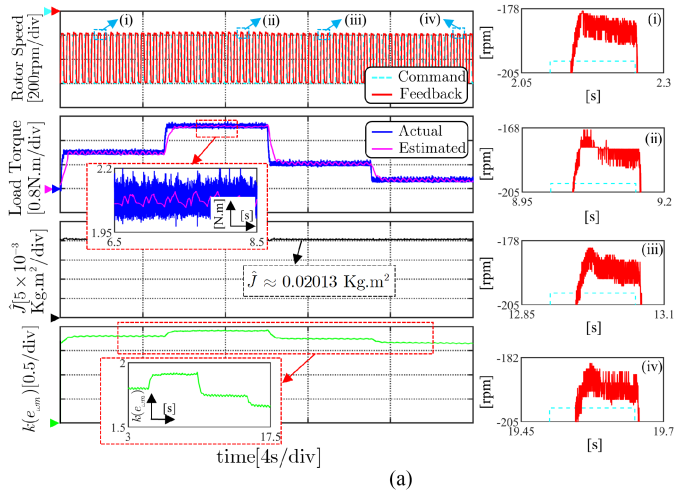 (i)
(ii)
(iii)
(iv)
Rotor Speed
[200rpm/div]
Command
Feedback
Load Torque
[0.8N.m/div]
Actual
Estimated
2.2
1.95
6.5
8.5
[N.m]
[s]
Ĵ[5 × 10⁻³
Kg.m²/div]
Ĵ ≈ 0.02013 Kg.m²
k(eωm)[0.5/div]
2
1.5
k(eωm)
[s]
.3
17.5
time[4s/div]
-178
(i)
[rpm]
-205
2.05
2.3
[s]
-168
(ii)
[rpm]
-205
8.95
9.2
[s]
-178
(iii)
[rpm]
-205
12.85
13.1
[s]
-182
(iv)
[rpm]
-205
19.45
19.7
[s]
(a)